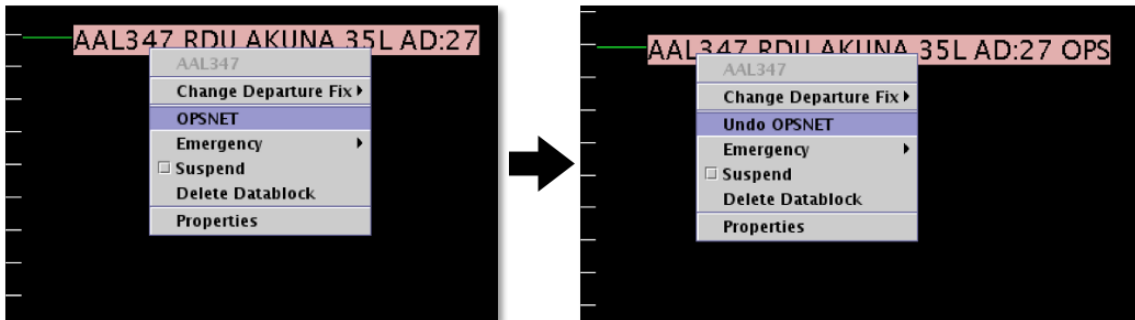 AAL347 RDU AKUNA 35L AD:27
AAL347
Change Departure Fix
OPSNET
Emergency
Suspend
Delete Datablock
Properties
AAL347 RDU AKUNA 35L AD:27 OPS
AAL347
Change Departure Fix
Undo OPSNET
Emergency
Suspend
Delete Datablock
Properties